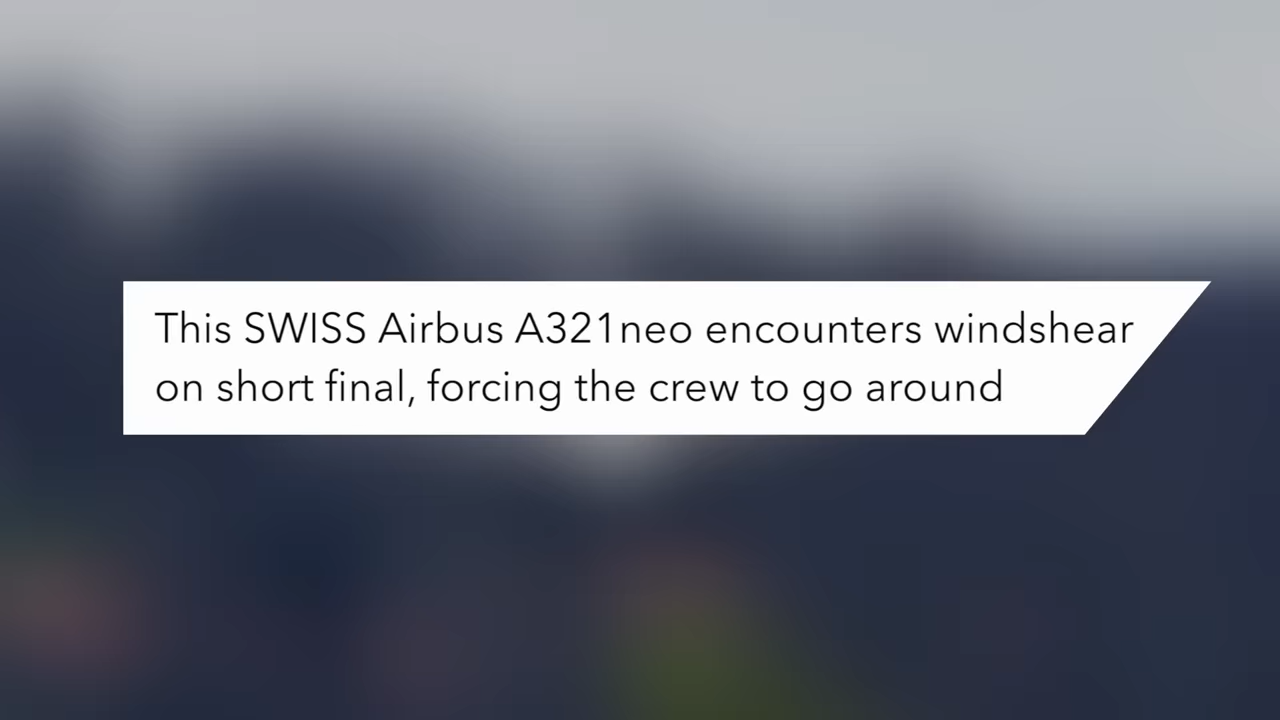 This SWISS Airbus A321neo encounters windshear
on short final, forcing the crew to go around